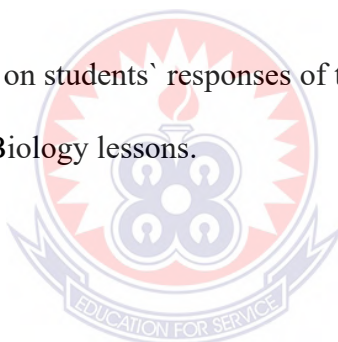 on students` responses of t
Biology lessons.
EDUCATION FOR SERVICE